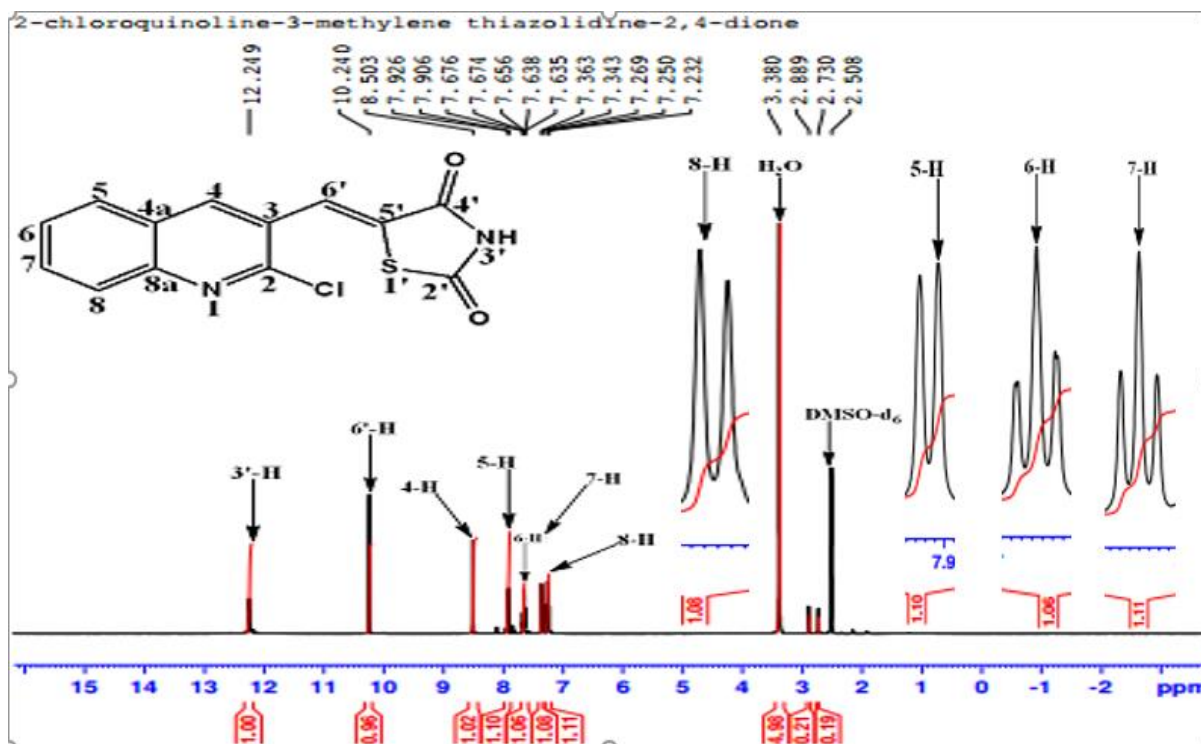 2-chloroquinoline-3-methylene thiazolidine-2,4-dione
12.249
10.240
8.503
7.926
7.906
7.676
7.674
7.656
7.638
7.635
7.363
7.343
7.269
7.250
7.232
3.380
2.889
2.730
2.508
8-H
H₂O
5-H
6-H
7-H
O
5
4
6'
4'
4a
3
5'
NH
6
3'
7
S
8a
2
1'
2'
8
N
Cl
1
O
DMSO-d₆
6'-H
3'-H
5-H
4-H
7-H
6-H
8-H
7.9
1.08
1.10
1.06
1.11
15 14 13 12 11 10 9 8 7 6 5 4 3 2 1 0 -1 -2 ppm
1.00
0.96
1.02
1.10
1.06
1.08
1.11
4.98
0.21
0.19